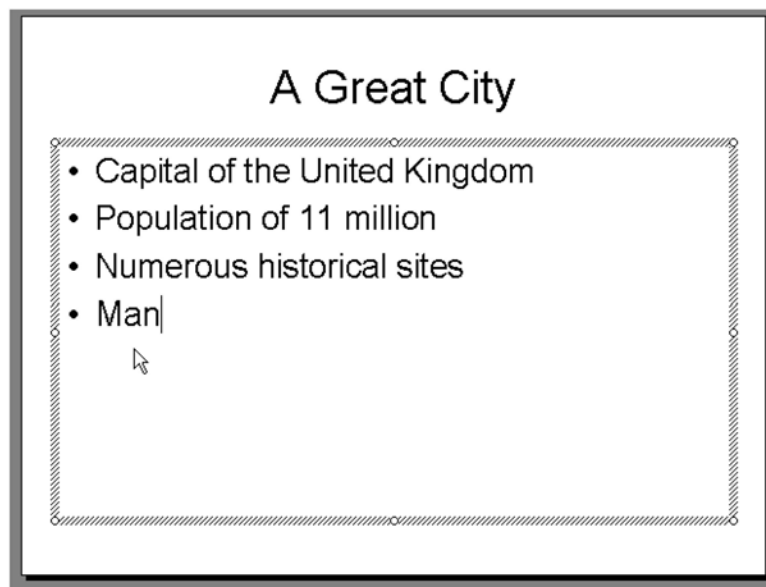 A Great City
• Capital of the United Kingdom
• Population of 11 million
• Numerous historical sites
• Man